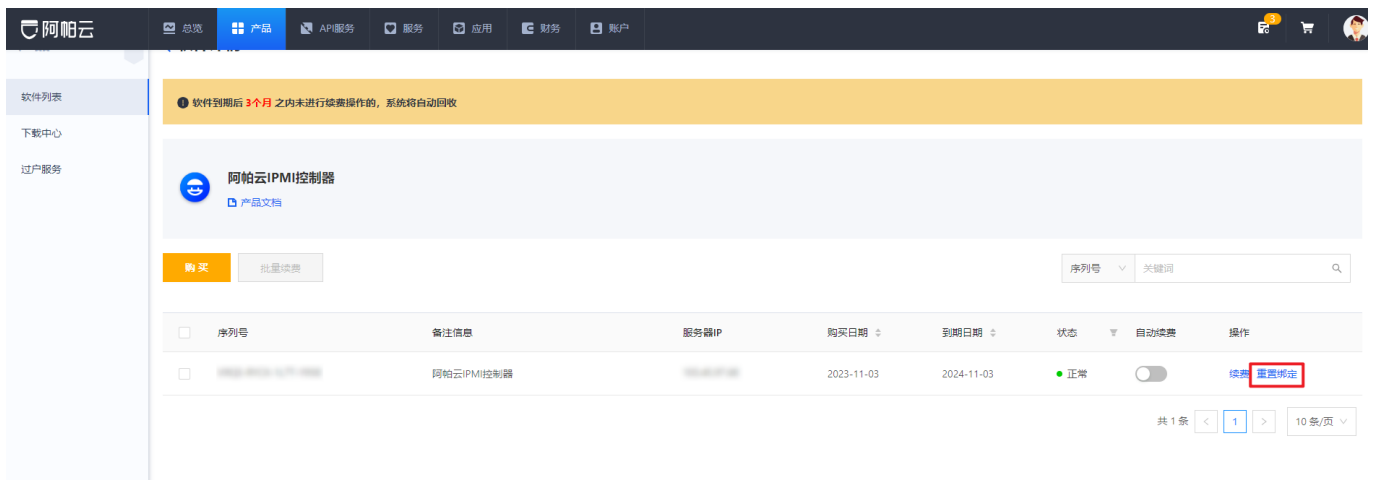 阿帕云 总览 产品 API服务 服务 应用 财务 账户 3
软件列表
下载中心
过户服务
软件到期后 3个月 之内未进行续费操作的，系统将自动回收
阿帕云IPMI控制器
产品文档
购买 批量续费 序列号 关键词
序列号 备注信息 服务器IP 购买日期 到期日期 状态 自动续费 操作
阿帕云IPMI控制器 2023-11-03 2024-11-03 正常 续费 重置绑定
共 1 条 < 1 > 10 条/页